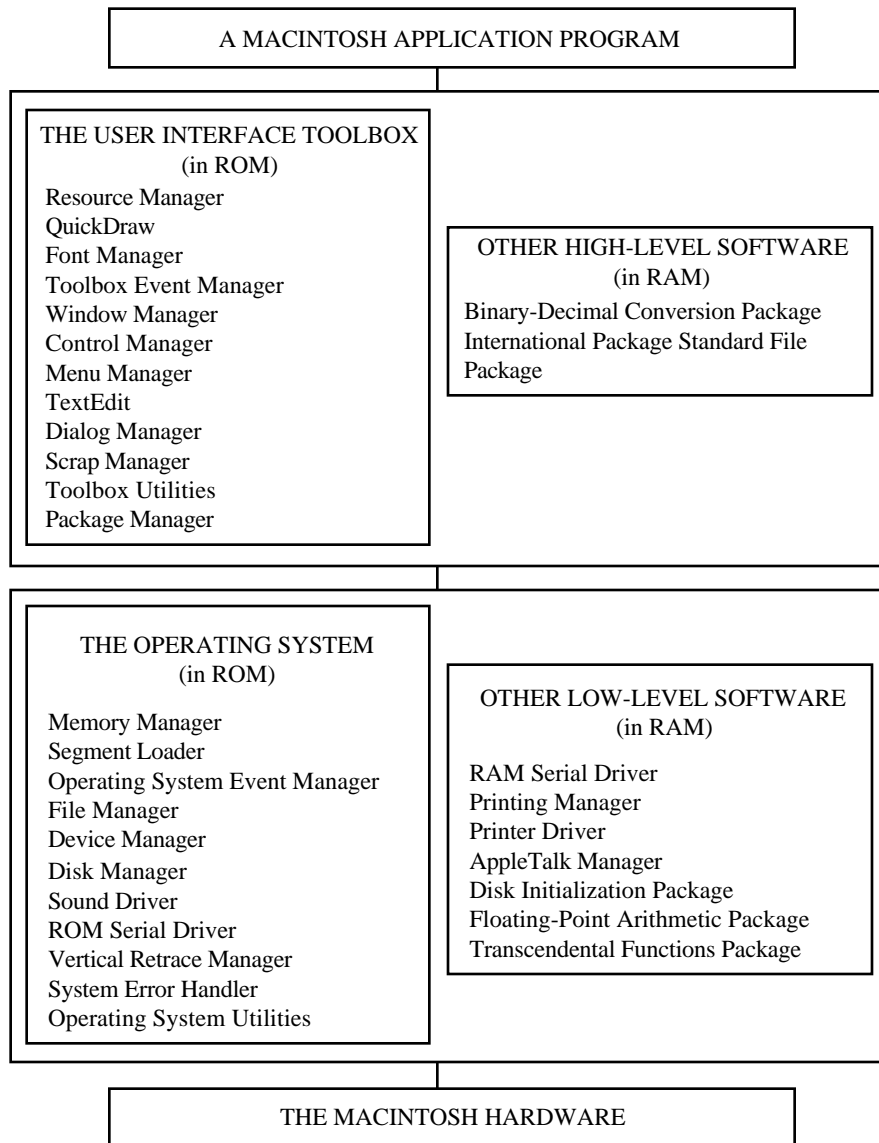 A MACINTOSH APPLICATION PROGRAM
THE USER INTERFACE TOOLBOX
(in ROM)
Resource Manager
QuickDraw
Font Manager
Toolbox Event Manager
Window Manager
Control Manager
Menu Manager
TextEdit
Dialog Manager
Scrap Manager
Toolbox Utilities
Package Manager
OTHER HIGH-LEVEL SOFTWARE
(in RAM)
Binary-Decimal Conversion Package
International Package Standard File
Package
THE OPERATING SYSTEM
(in ROM)
Memory Manager
Segment Loader
Operating System Event Manager
File Manager
Device Manager
Disk Manager
Sound Driver
ROM Serial Driver
Vertical Retrace Manager
System Error Handler
Operating System Utilities
OTHER LOW-LEVEL SOFTWARE
(in RAM)
RAM Serial Driver
Printing Manager
Printer Driver
AppleTalk Manager
Disk Initialization Package
Floating-Point Arithmetic Package
Transcendental Functions Package
THE MACINTOSH HARDWARE